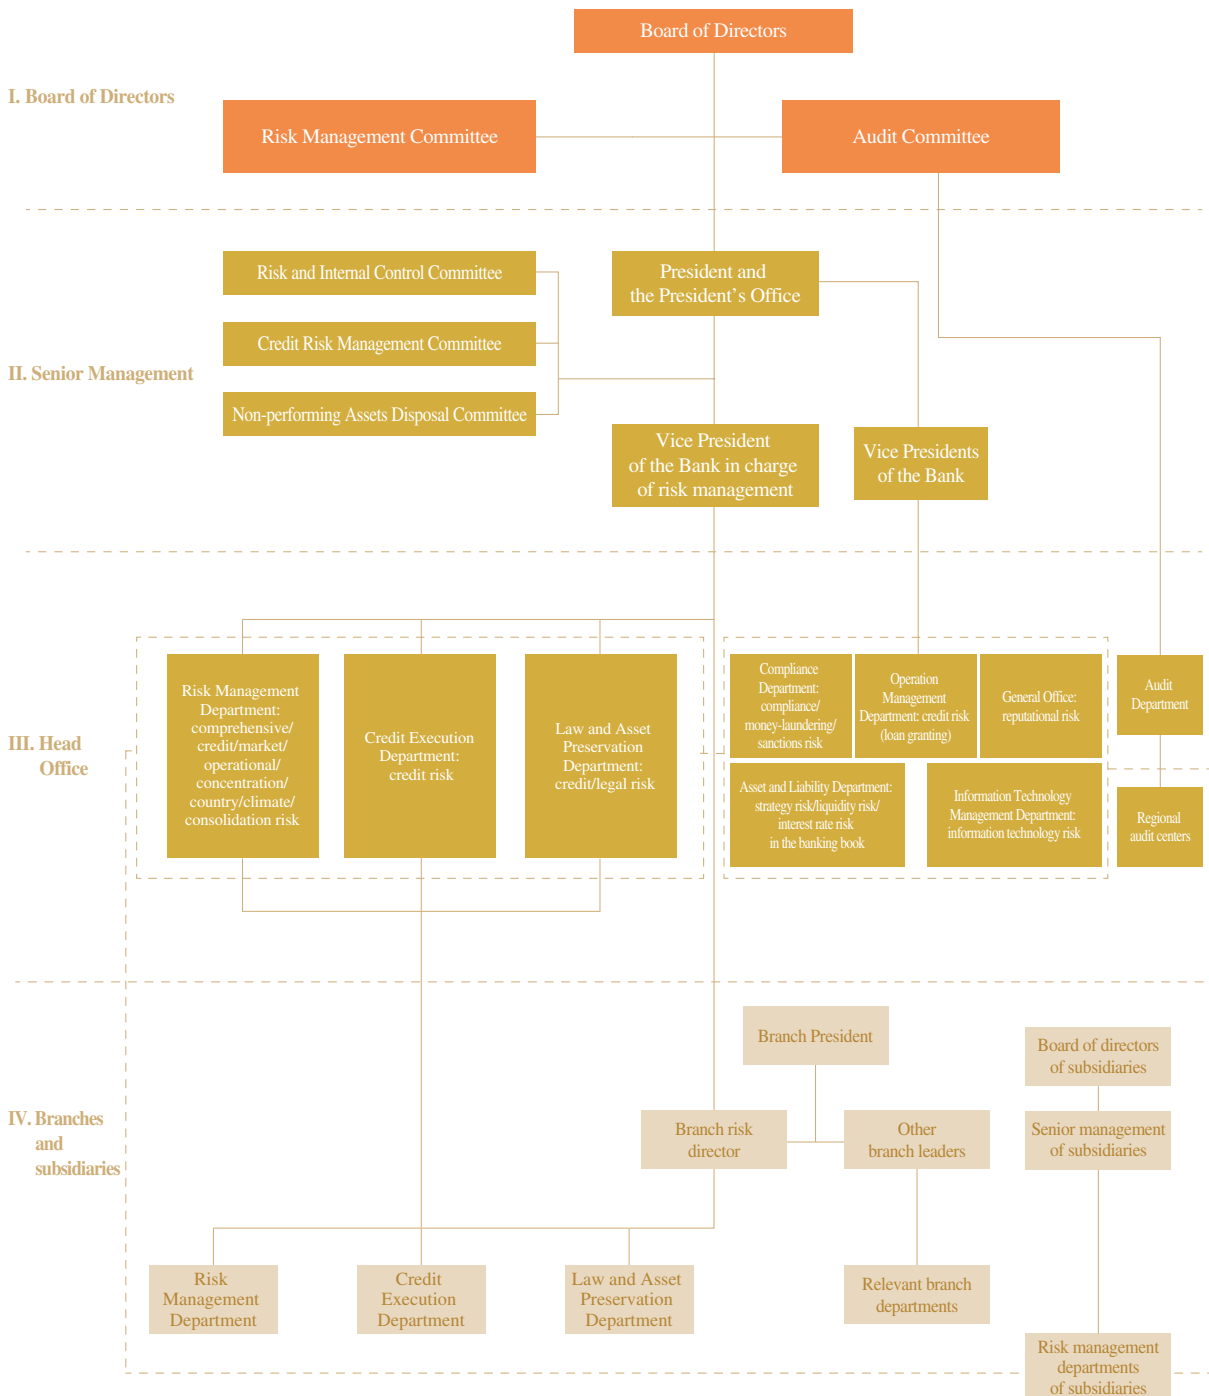 Board of Directors
I. Board of Directors
Risk Management Committee
Audit Committee
Risk and Internal Control Committee
President and
the President’s Office
Credit Risk Management Committee
II. Senior Management
Non-performing Assets Disposal Committee
Vice President
of the Bank in charge
of risk management
Vice Presidents
of the Bank
III. Head
Office
Risk Management
Department:
comprehensive/
credit/market/
operational/
concentration/
country/climate/
consolidation risk
Credit Execution
Department:
credit risk
Law and Asset
Preservation
Department:
credit/legal risk
Compliance
Department:
compliance/
money-laundering/
sanctions risk
Operation
Management
Department: credit risk
(loan granting)
General Office:
reputational risk
Audit
Department
Asset and Liability Department:
strategy risk/liquidity risk/
interest rate risk
in the banking book
Information Technology
Management Department:
information technology risk
Regional
audit centers
IV. Branches
and
subsidiaries
Branch President
Board of directors
of subsidiaries
Branch risk
director
Other
branch leaders
Senior management
of subsidiaries
Risk
Management
Department
Credit
Execution
Department
Law and Asset
Preservation
Department
Relevant branch
departments
Risk management
departments
of subsidiaries